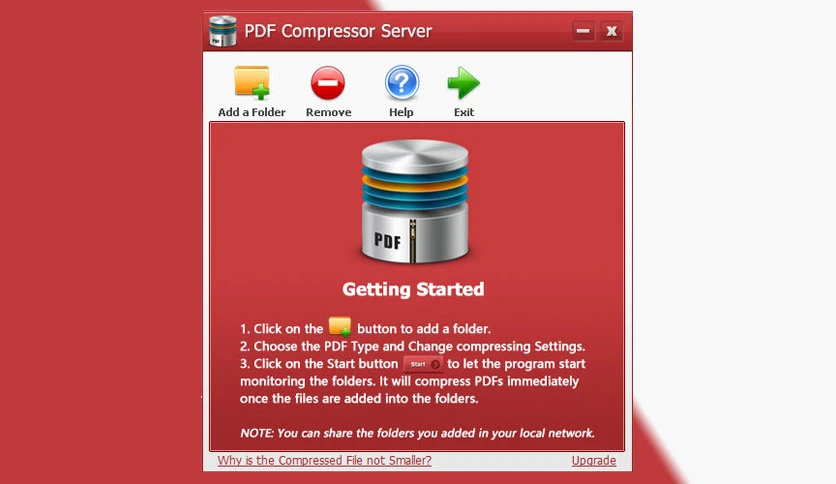 PDF Compressor Server
Add a Folder Remove Help Exit
PDF
Getting Started
1. Click on the button to add a folder.
2. Choose the PDF Type and Change compressing Settings.
3. Click on the Start button Start to let the program start
monitoring the folders. It will compress PDFs immediately
once the files are added into the folders.
NOTE: You can share the folders you added in your local network.
Why is the Compressed File not Smaller? Upgrade